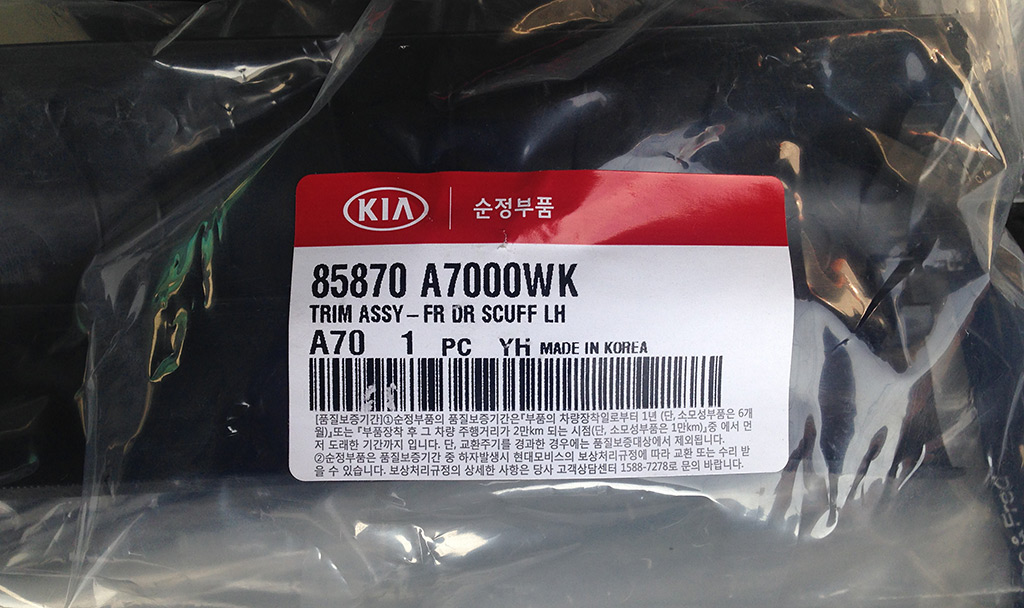 KIA 순정부품
85870 A7000WK
TRIM ASSY-FR DR SCUFF LH
A70 1 PC YH MADE IN KOREA
[품질보증기간]①순정부품의 품질보증기간은『부품의 차량장착일로부터 1년 (단, 소모성부품은 6개
월)』또는 『부품장착 후 그 차량 주행거리가 2만km 되는 시점(단, 소모성부품은 1만km)』중 에서 먼
저 도래한 기간까지 입니다. 단, 교환주기를 경과한 경우에는 품질보증대상에서 제외됩니다.
②순정부품은 품질보증기간 중 하자발생시 현대모비스의 보상처리규정에 따라 교환 또는 수리 받
을 수 있습니다. 보상처리규정의 상세한 사항은 당사 고객상담센터 1588-7278로 문의 바랍니다.